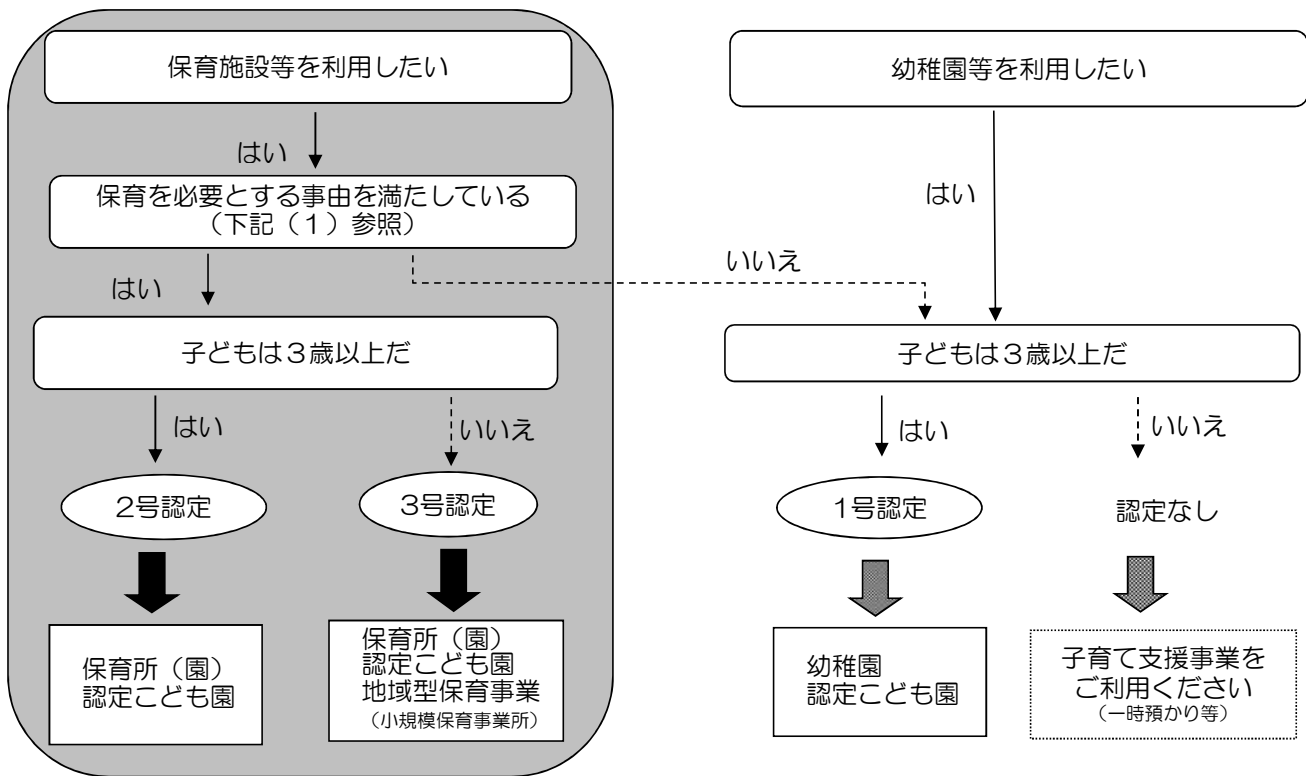 保育施設等を利用したい
はい
保育を必要とする事由を満たしている
（下記（１）参照）
はい
いいえ
子どもは３歳以上だ
はい
いいえ
2号認定
3号認定
保育所（園）
認定こども園
保育所（園）
認定こども園
地域型保育事業
（小規模保育事業所）
幼稚園等を利用したい
はい
子どもは３歳以上だ
はい
いいえ
1号認定
認定なし
幼稚園
認定こども園
子育て支援事業を
ご利用ください
（一時預かり等）